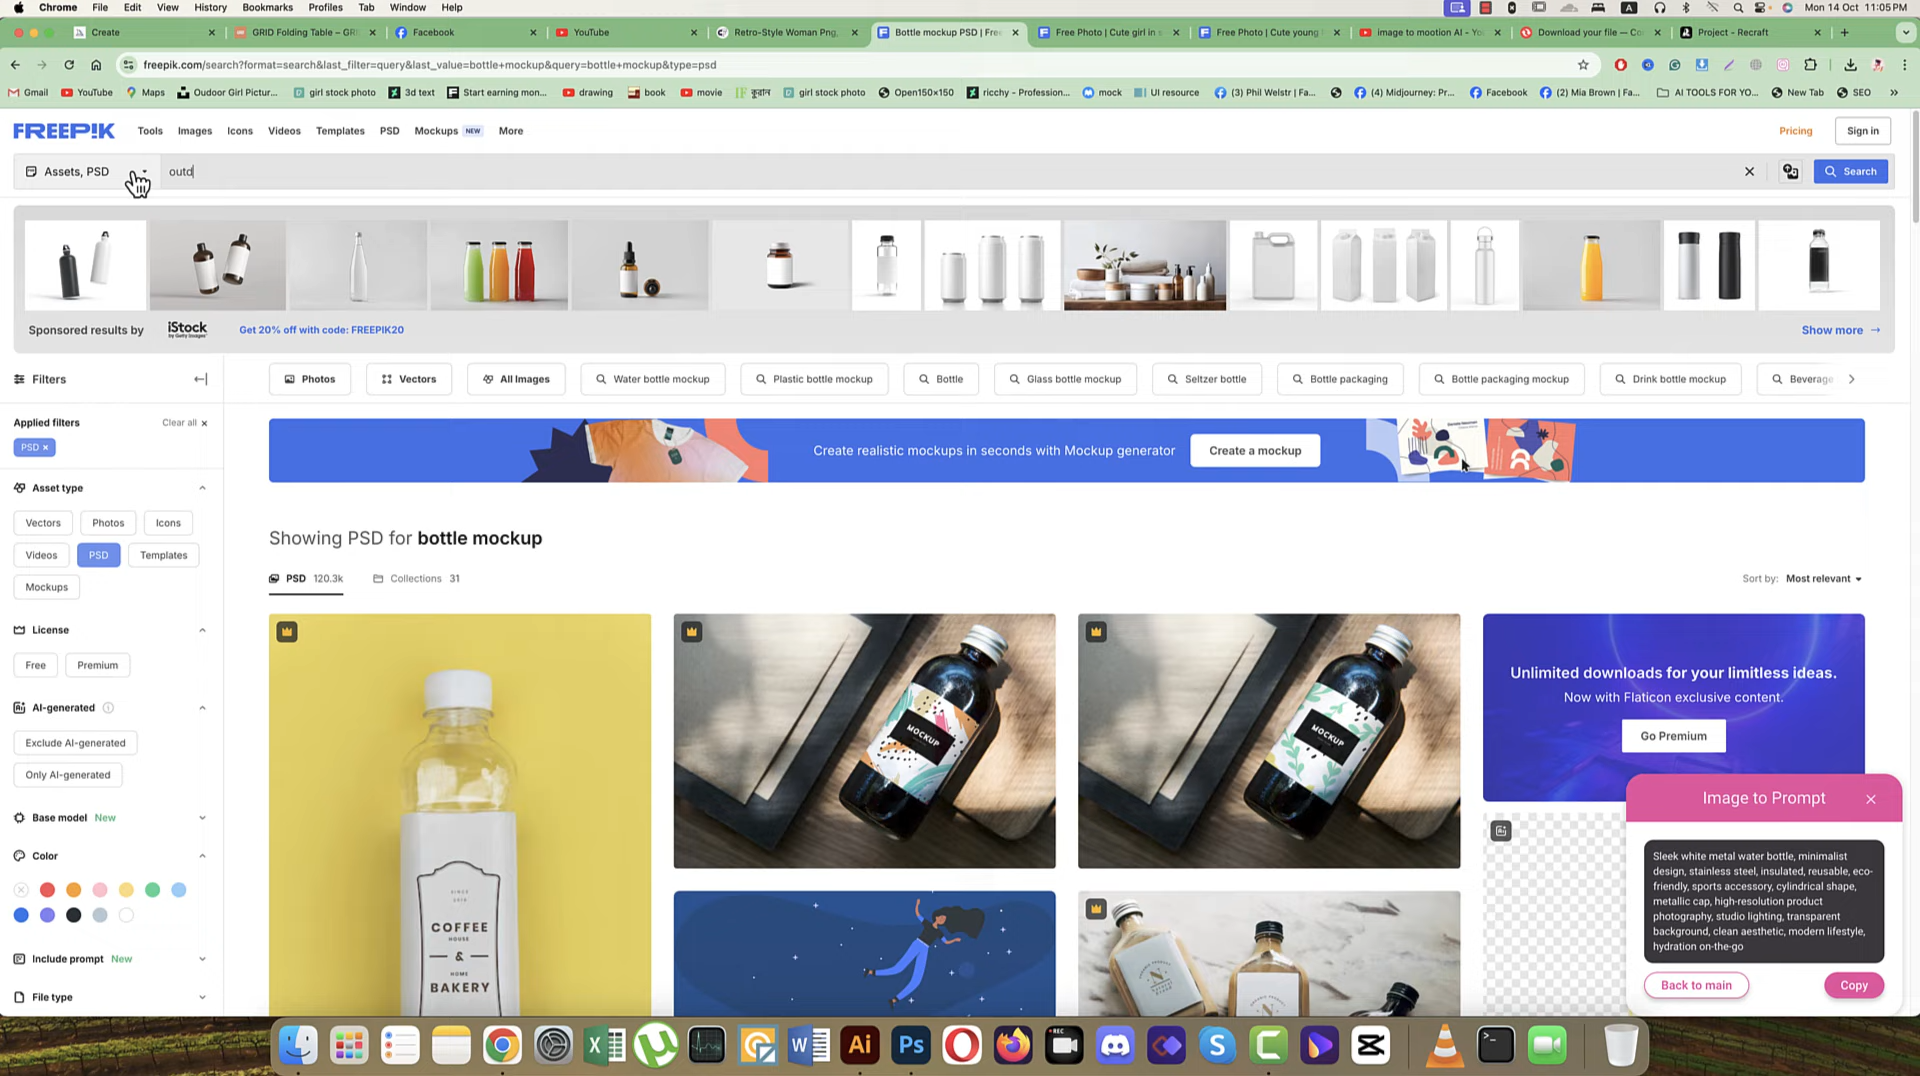 Chrome File Edit View History Bookmarks Profiles Tab Window Help A Mon 14 Oct 11:05 PM
Create × GRID Folding Table – GRI × Facebook × YouTube × Retro-Style Woman Png, × Bottle mockup PSD | Free × Free Photo | Cute girl in s × Free Photo | Cute young × image to mootion AI - Yo × Download your file — Co × Project - Recraft × +
freepik.com/search?format=search&last_filter=query&last_value=bottle+mockup&query=bottle+mockup&type=psd
Gmail YouTube Maps Oudoor Girl Pictur... girl stock photo 3d text Start earning mon... drawing book movie কুরান girl stock photo Open150×150 ricchy - Profession... mock UI resource (3) Phil Welstr | Fa... (4) Midjourney: Pr... Facebook (2) Mia Brown | Fa... AI TOOLS FOR YO... New Tab SEO »
FREEPIK Tools Images Icons Videos Templates PSD Mockups NEW More Pricing Sign in
Assets, PSD outd Search
Sponsored results by iStock by Getty Images Get 20% off with code: FREEPIK20 Show more →
Filters Photos Vectors All Images Water bottle mockup Plastic bottle mockup Bottle Glass bottle mockup Seltzer bottle Bottle packaging Bottle packaging mockup Drink bottle mockup Beverage
Applied filters Clear all ×
PSD ×
Create realistic mockups in seconds with Mockup generator Create a mockup
Asset type
Vectors Photos Icons
Videos PSD Templates
Mockups
Showing PSD for bottle mockup
PSD 120.3k Collections 31 Sort by: Most relevant
License
Free Premium
AI-generated
Exclude AI-generated
Only AI-generated
Base model New
Color
Include prompt New
File type
SINCE
COFFEE
HOUSE
&
HOME
BAKERY
MOCKUP
MOCKUP
N
N
Unlimited downloads for your limitless ideas.
Now with Flaticon exclusive content.
Go Premium
Image to Prompt ×
Sleek white metal water bottle, minimalist
design, stainless steel, insulated, reusable, eco-
friendly, sports accessory, cylindrical shape,
metallic cap, high-resolution product
photography, studio lighting, transparent
background, clean aesthetic, modern lifestyle,
hydration on-the-go
Back to main Copy
X W Ai Ps REC S C